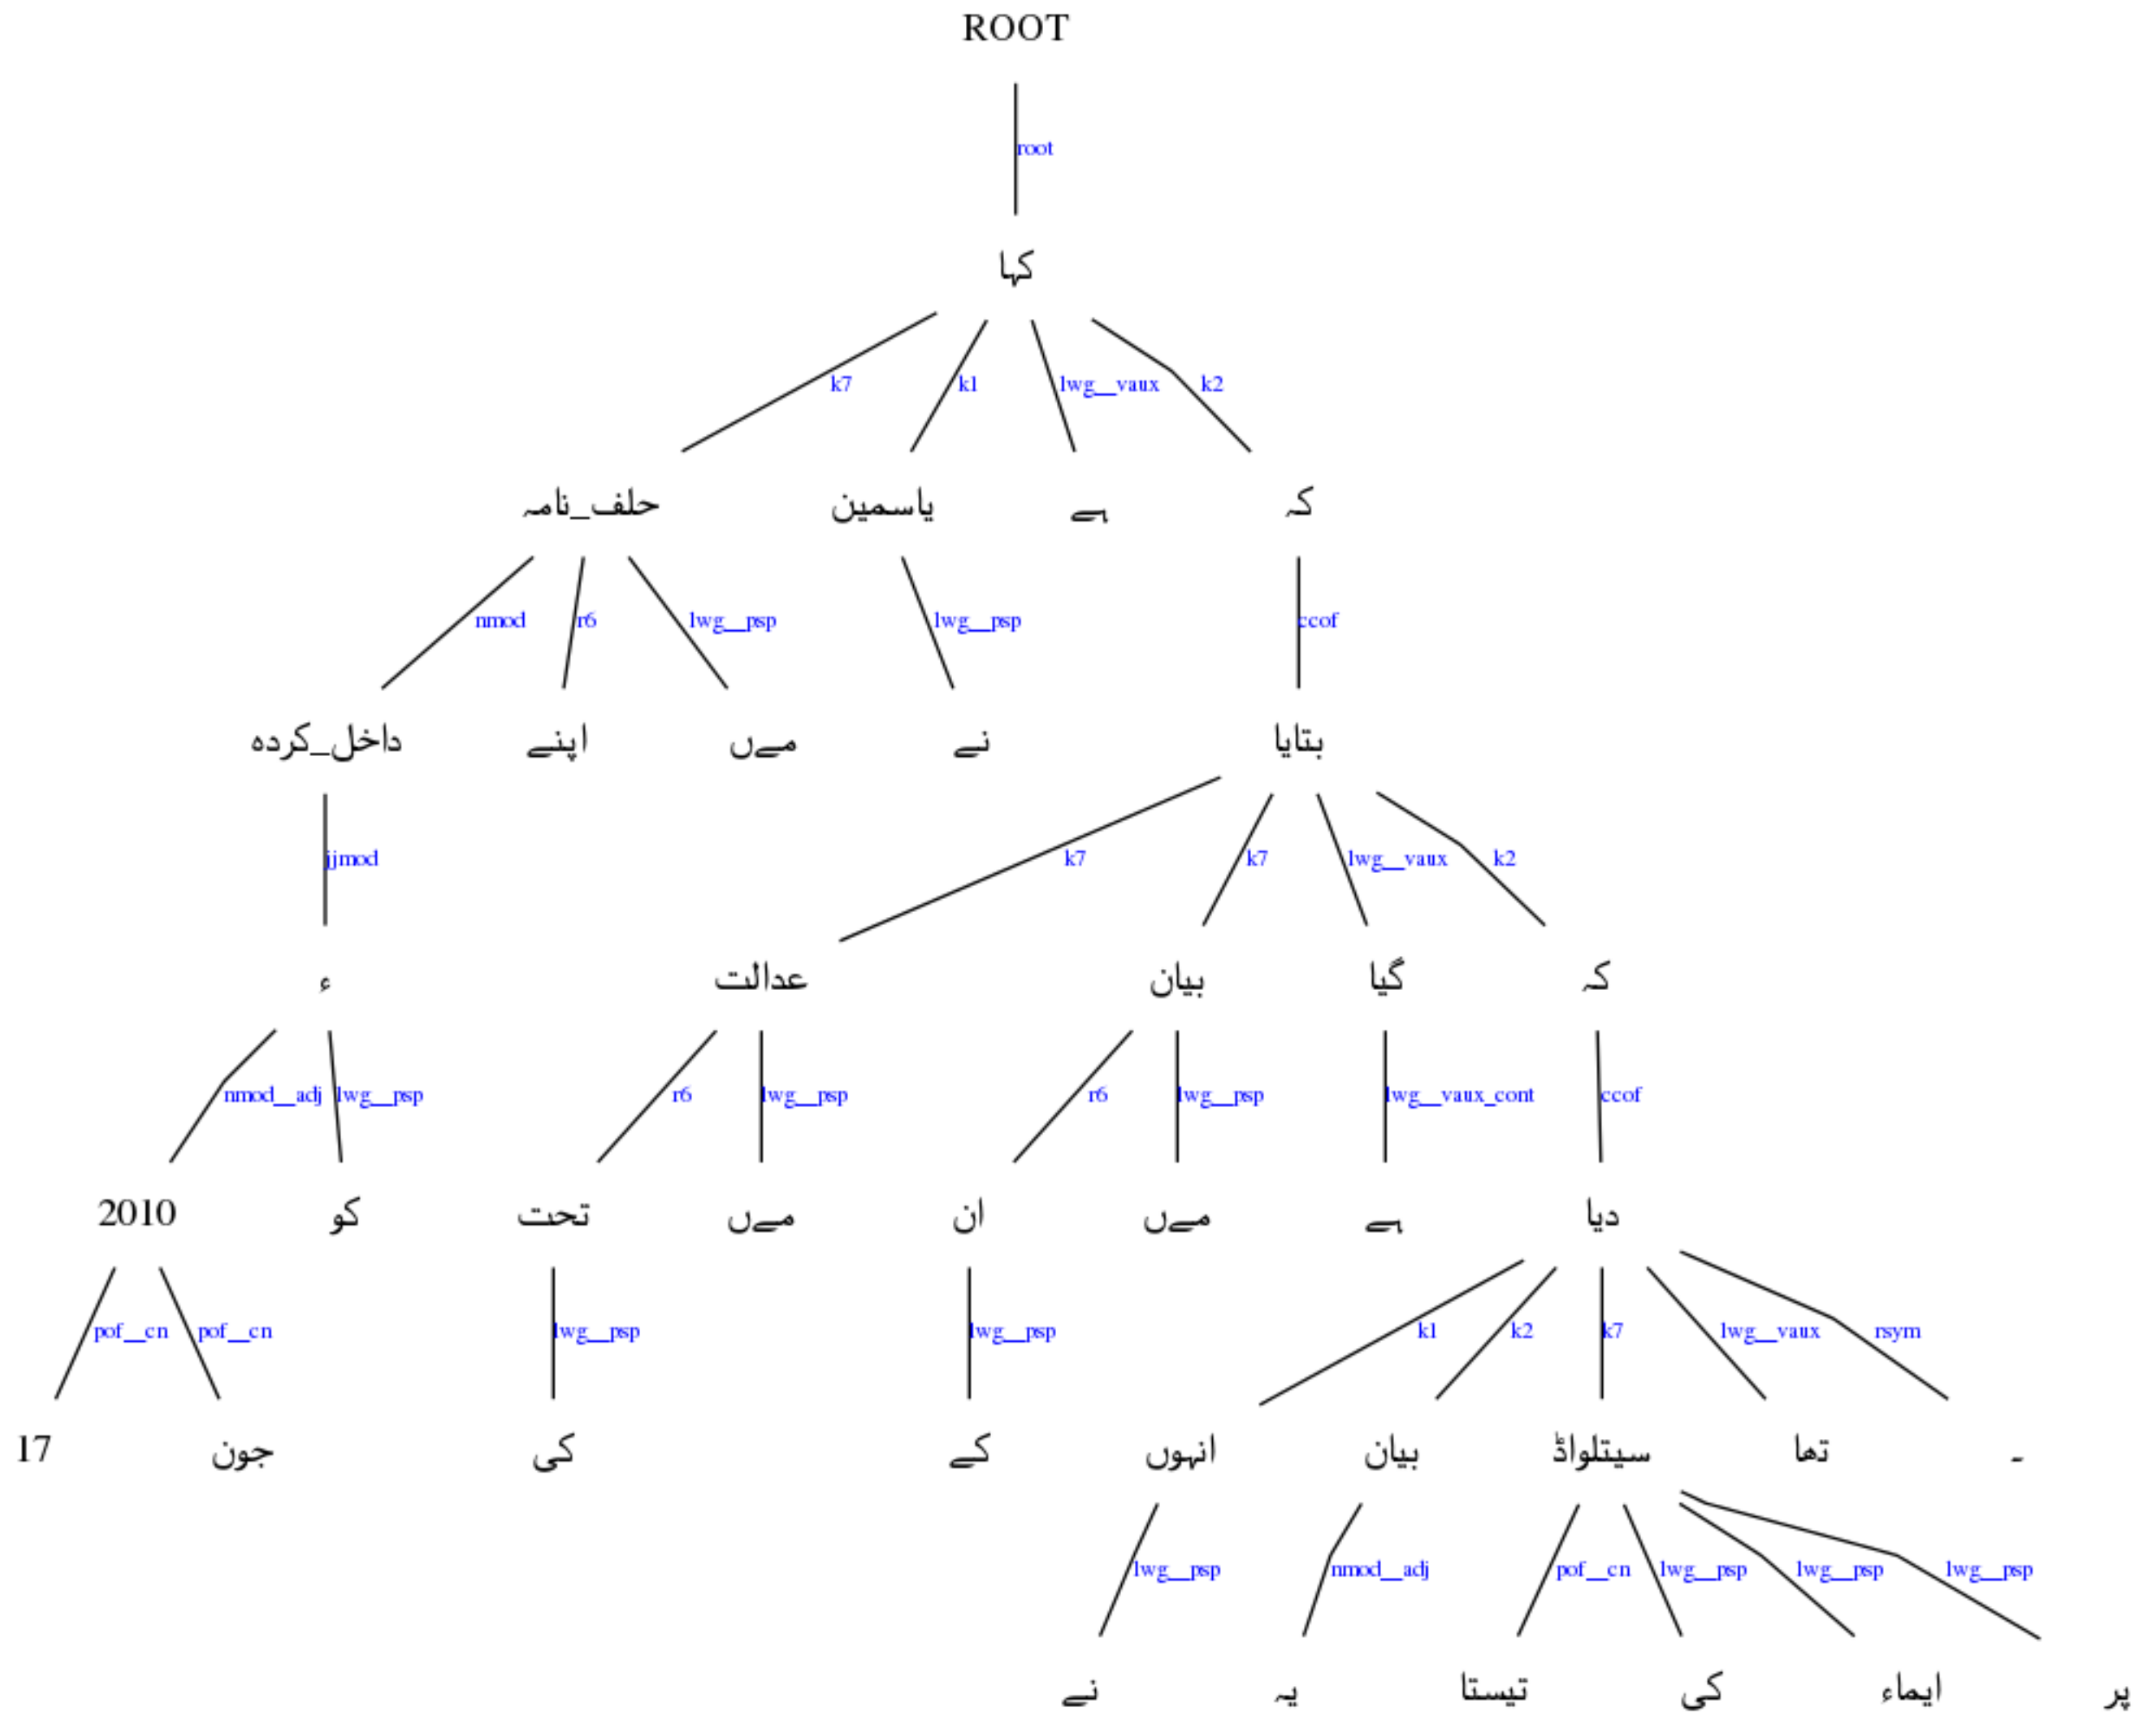 ROOT
root
کہا
k7 k1 lwg__vaux k2
حلف_نامہ یاسمین ہے کہ
nmod r6 lwg__psp lwg__psp ccof
داخل_کردہ اپنے مےں نے بتایا
jjmod k7 k7 lwg__vaux k2
ء عدالت بیان گیا کہ
nmod__adj lwg__psp r6 lwg__psp r6 lwg__psp lwg__vaux_cont ccof
2010 کو تحت مےں ان مےں ہے دیا
pof__cn pof__cn lwg__psp lwg__psp k1 k2 k7 lwg__vaux rsym
17 جون کی کے انہوں بیان سیتلواڈ تھا ۔
lwg__psp nmod__adj pof__cn lwg__psp lwg__psp lwg__psp
نے یہ تیستا کی ایماء پر